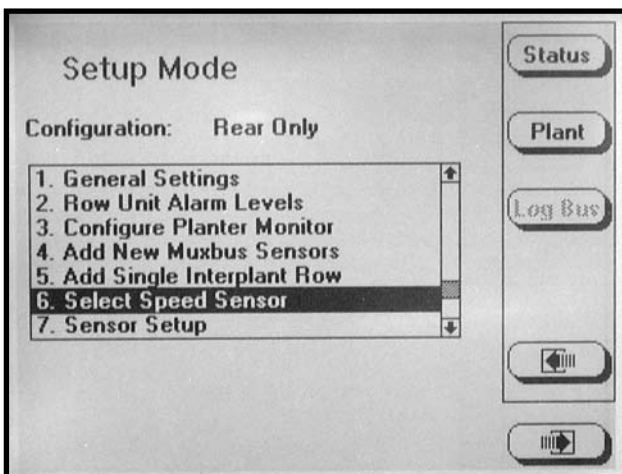 Setup Mode
Configuration: Rear Only
1. General Settings
2. Row Unit Alarm Levels
3. Configure Planter Monitor
4. Add New Muxbus Sensors
5. Add Single Interplant Row
6. Select Speed Sensor
7. Sensor Setup
Status
Plant
Log Bus